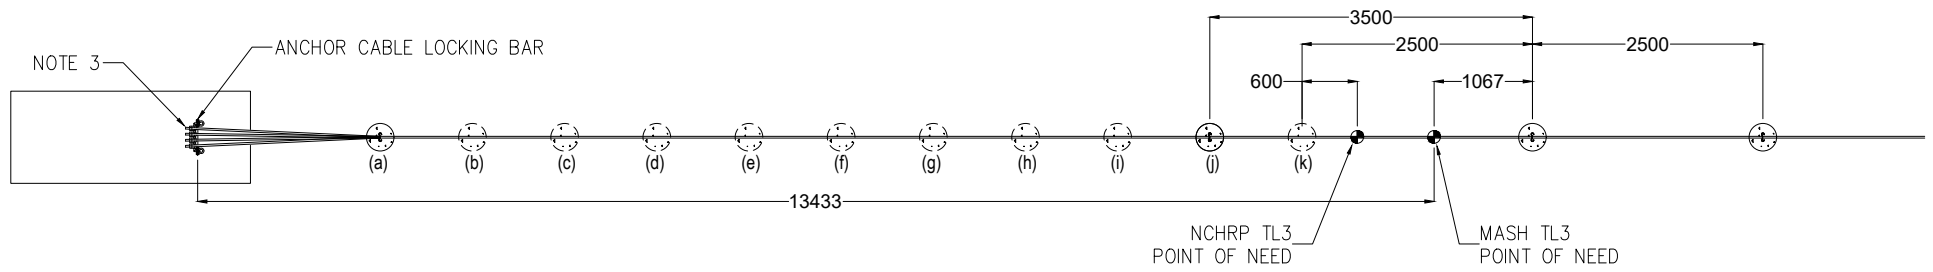 3500
2500
2500
600
1067
ANCHOR CABLE LOCKING BAR
NOTE 3
(a)
(b)
(c)
(d)
(e)
(f)
(g)
(h)
(i)
(j)
(k)
13433
NCHRP TL3
POINT OF NEED
MASH TL3
POINT OF NEED